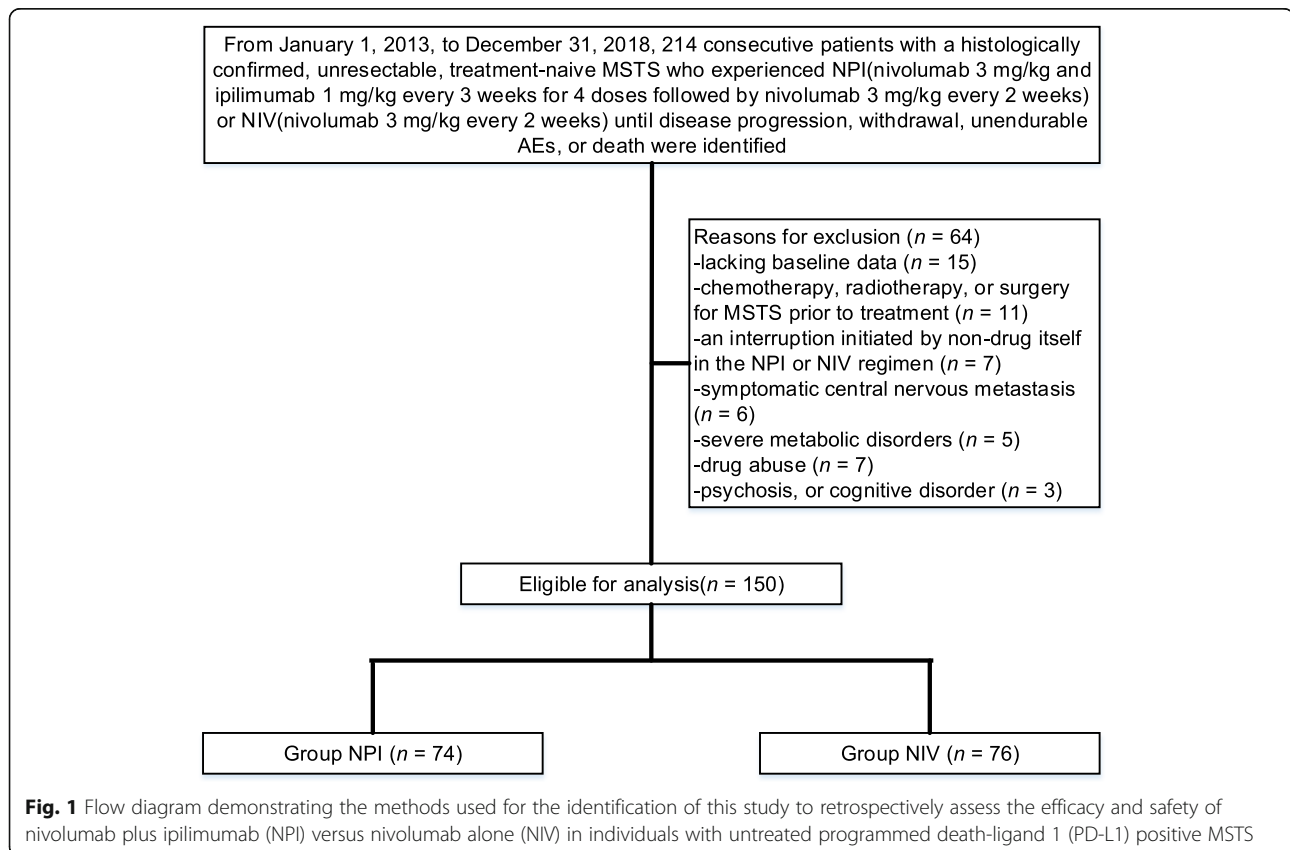 From January 1, 2013, to December 31, 2018, 214 consecutive patients with a histologically
confirmed, unresectable, treatment-naive MSTS who experienced NPI(nivolumab 3 mg/kg and
ipilimumab 1 mg/kg every 3 weeks for 4 doses followed by nivolumab 3 mg/kg every 2 weeks)
or NIV(nivolumab 3 mg/kg every 2 weeks) until disease progression, withdrawal, unendurable
AEs, or death were identified
Reasons for exclusion (n = 64)
-lacking baseline data (n = 15)
-chemotherapy, radiotherapy, or surgery
for MSTS prior to treatment (n = 11)
-an interruption initiated by non-drug itself
in the NPI or NIV regimen (n = 7)
-symptomatic central nervous metastasis
(n = 6)
-severe metabolic disorders (n = 5)
-drug abuse (n = 7)
-psychosis, or cognitive disorder (n = 3)
Eligible for analysis(n = 150)
Group NPI (n = 74)
Group NIV (n = 76)
Fig. 1 Flow diagram demonstrating the methods used for the identification of this study to retrospectively assess the efficacy and safety of
nivolumab plus ipilimumab (NPI) versus nivolumab alone (NIV) in individuals with untreated programmed death-ligand 1 (PD-L1) positive MSTS